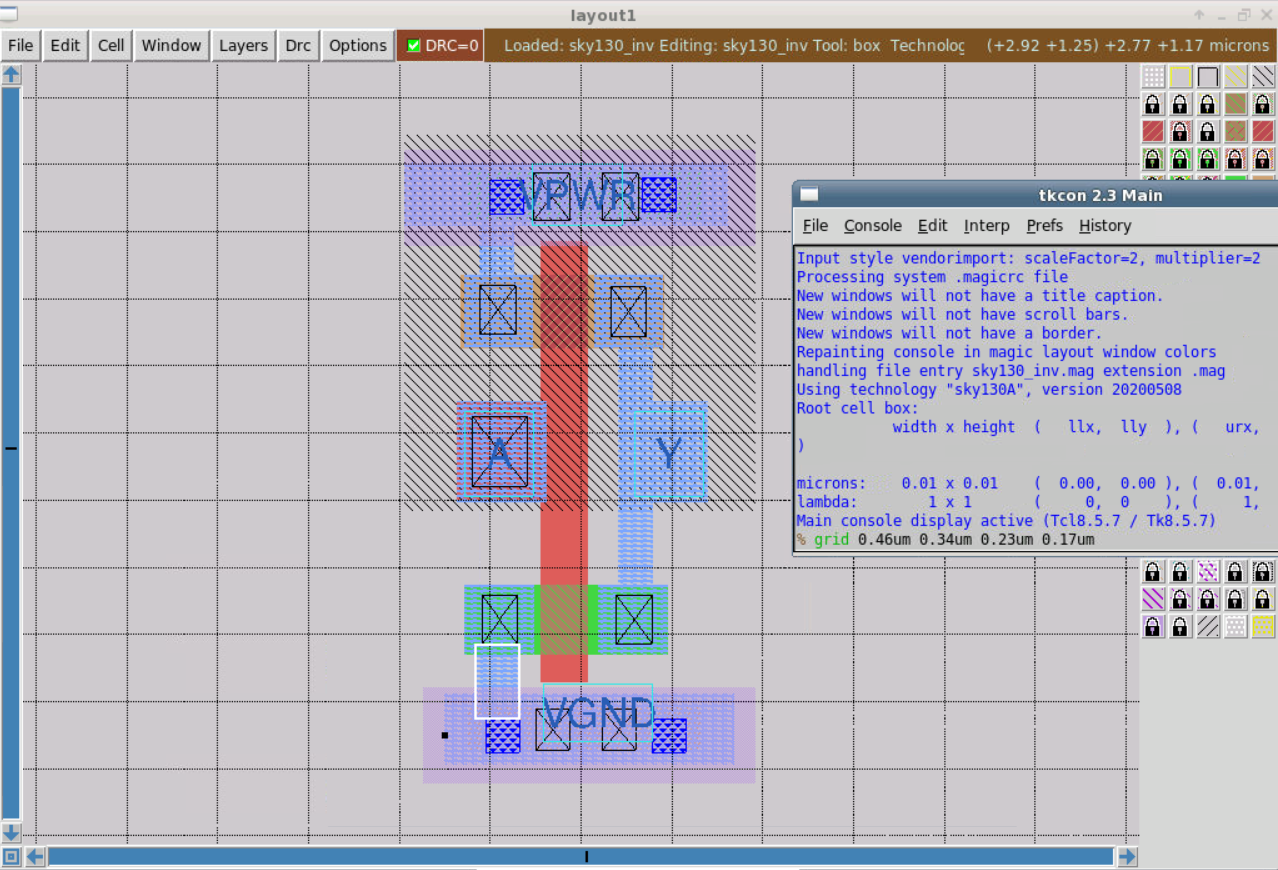 layout1
File Edit Cell Window Layers Drc Options DRC=0 Loaded: sky130_inv Editing: sky130_inv Tool: box Technolog (+2.92 +1.25) +2.77 +1.17 microns
VPWR
A
Y
VGND
tkcon 2.3 Main
File Console Edit Interp Prefs History
Input style vendorimport: scaleFactor=2, multiplier=2
Processing system .magicrc file
New windows will not have a title caption.
New windows will not have scroll bars.
New windows will not have a border.
Repainting console in magic layout window colors
handling file entry sky130_inv.mag extension .mag
Using technology "sky130A", version 20200508
Root cell box:
width x height ( llx, lly ), ( urx,
)
microns: 0.01 x 0.01 ( 0.00, 0.00 ), ( 0.01,
lambda: 1 x 1 ( 0, 0 ), ( 1,
Main console display active (Tcl8.5.7 / Tk8.5.7)
% grid 0.46um 0.34um 0.23um 0.17um